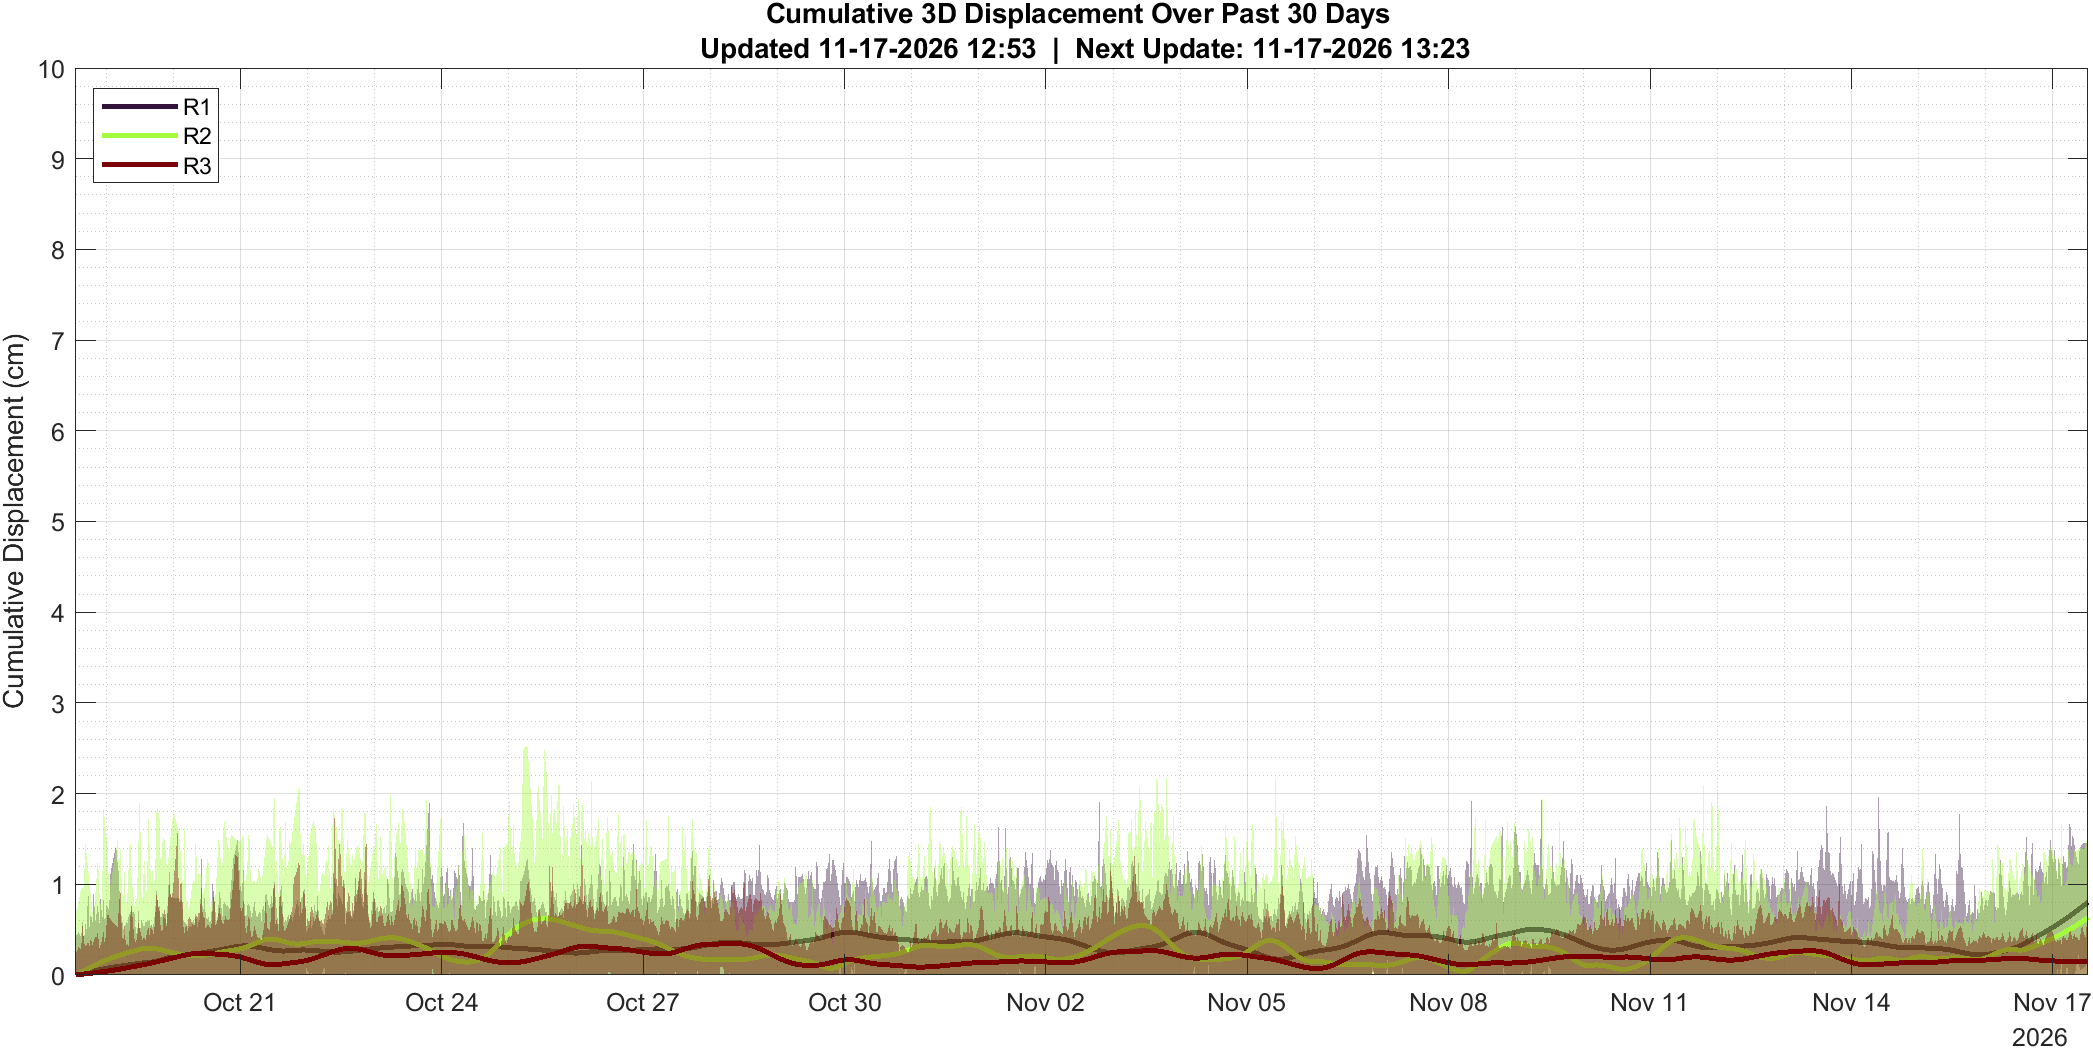 Cumulative 3D Displacement Over Past 30 Days
Updated 11-17-2026 12:53 | Next Update: 11-17-2026 13:23
R1
R2
R3
Cumulative Displacement (cm)
10
9
8
7
6
5
4
3
2
1
0
Oct 21 Oct 24 Oct 27 Oct 30 Nov 02 Nov 05 Nov 08 Nov 11 Nov 14 Nov 17
2026